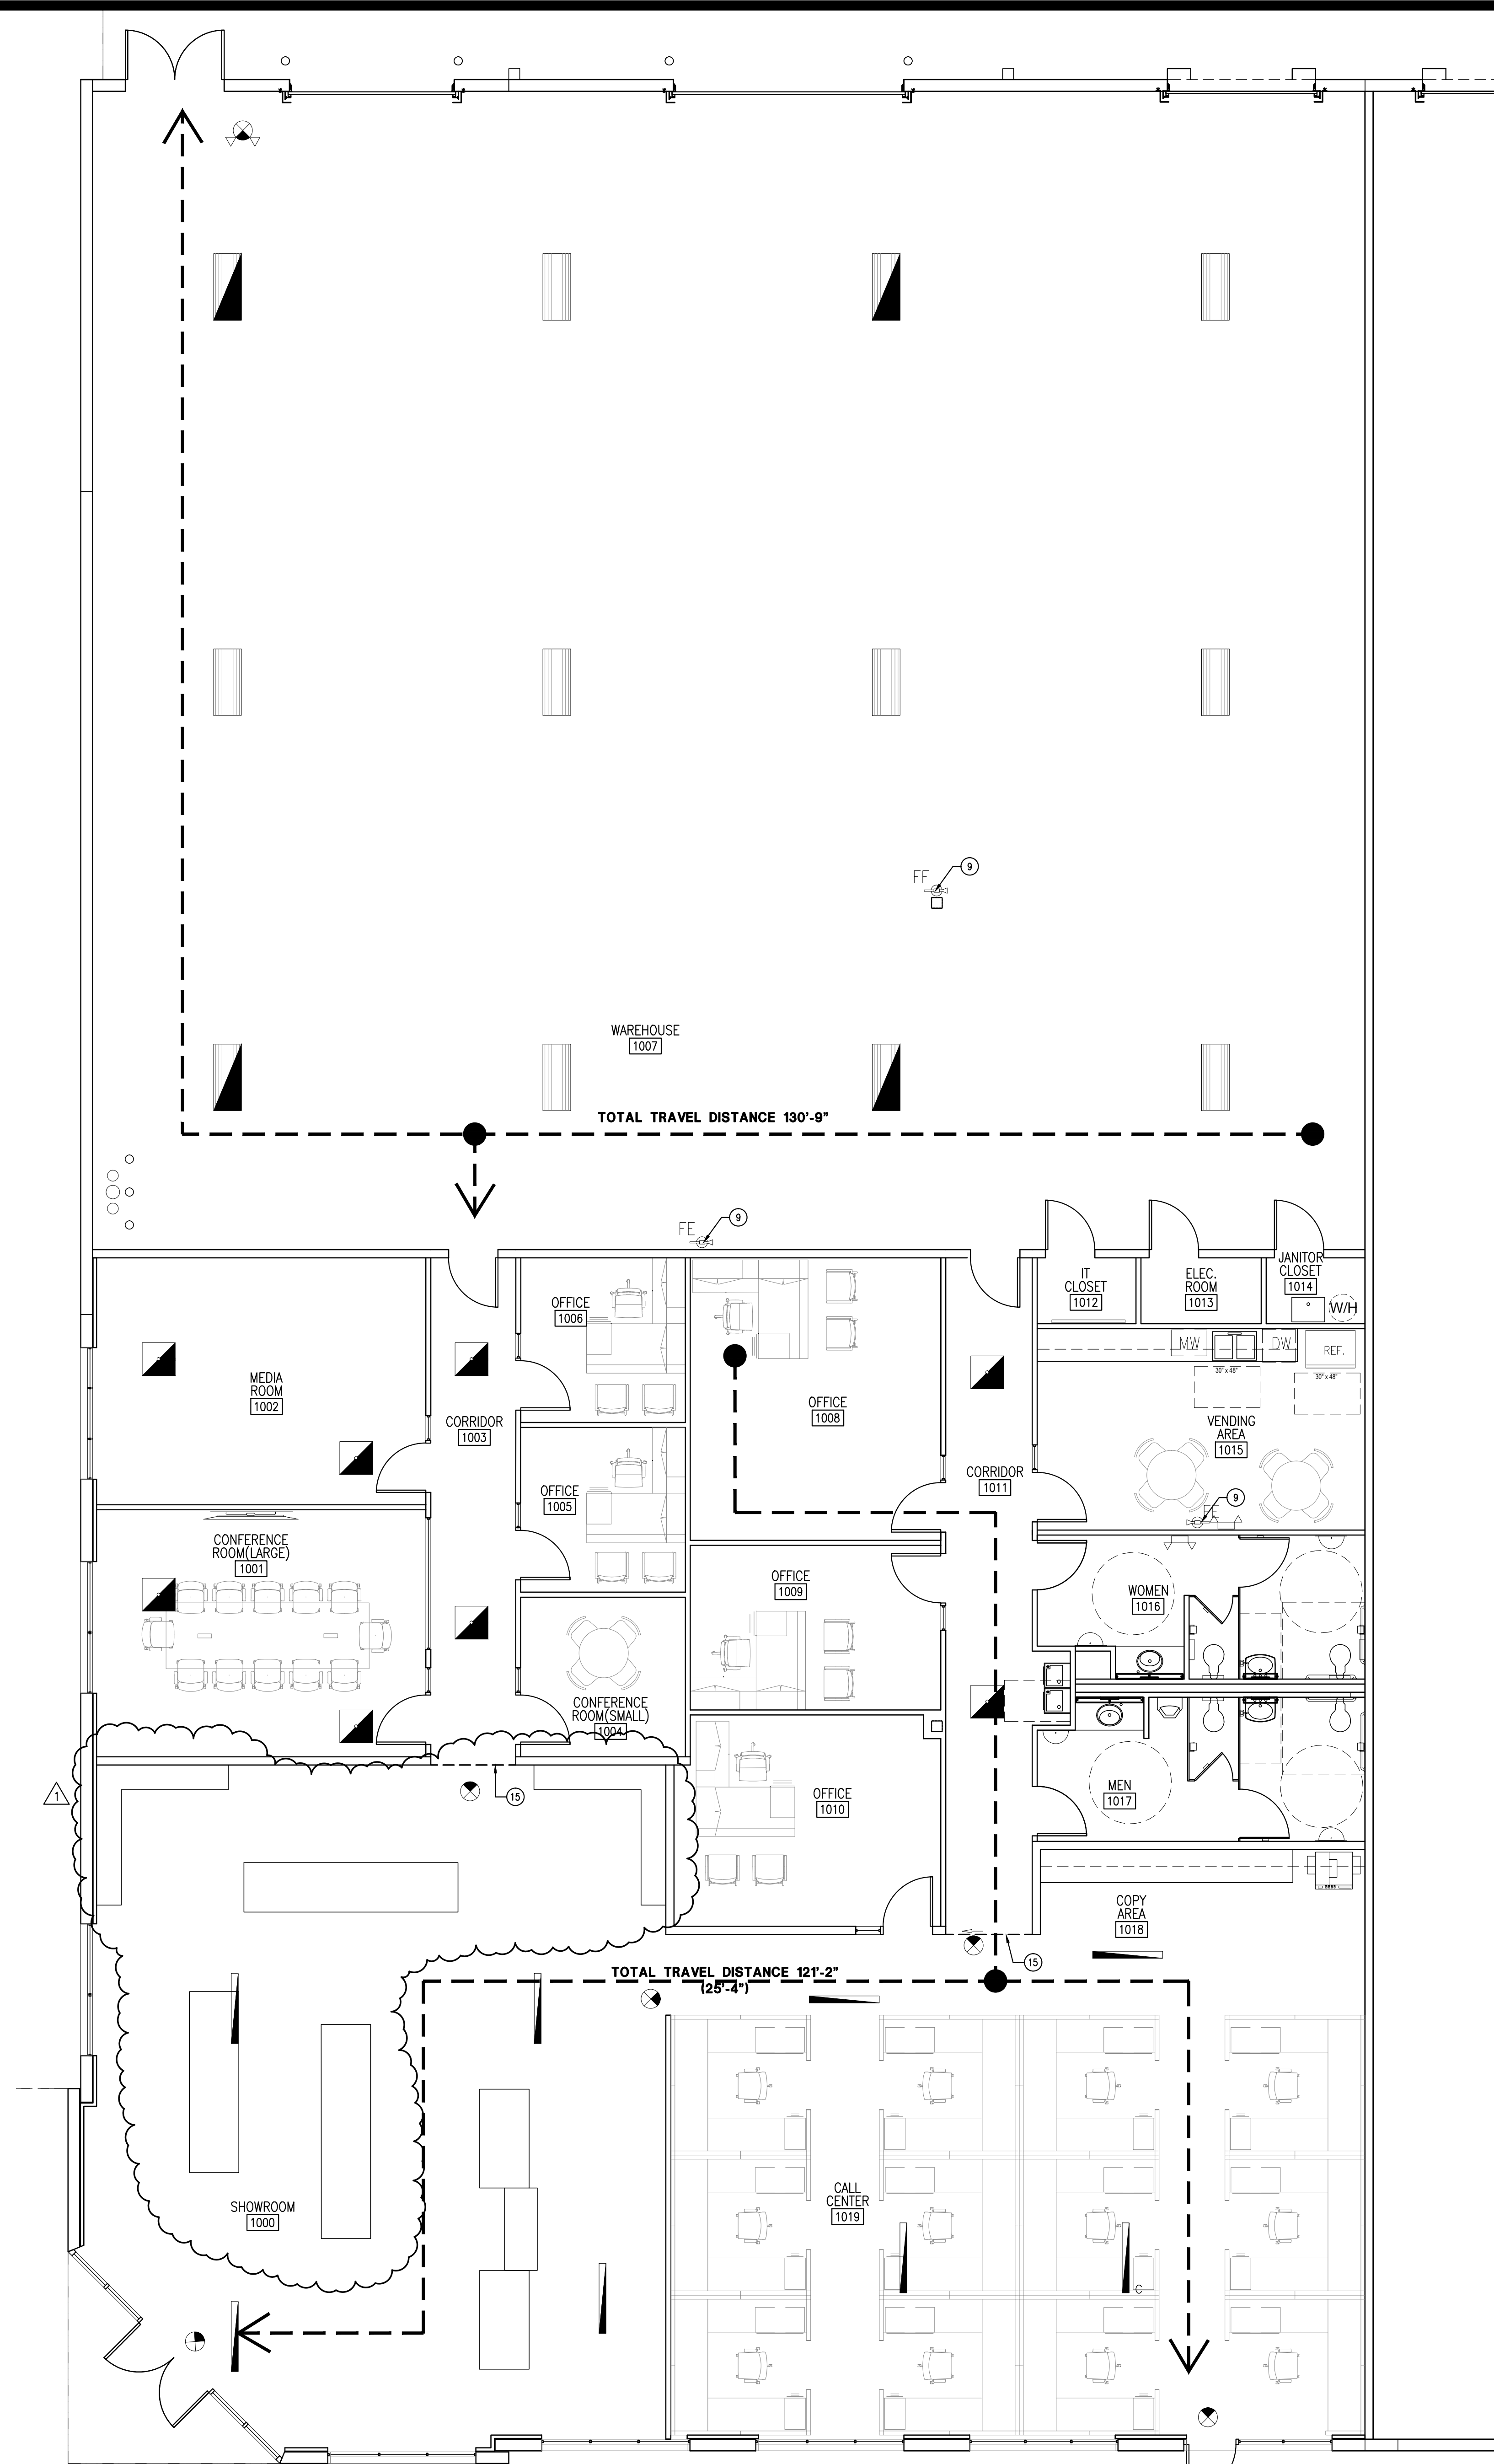 FE
9
WAREHOUSE
1007
TOTAL TRAVEL DISTANCE 130'-9"
FE
9
IT
CLOSET
1012
ELEC.
ROOM
1013
JANITOR
CLOSET
1014
W/H
OFFICE
1006
MEDIA
ROOM
1002
CORRIDOR
1003
OFFICE
1008
MW
DW
REF.
30" x 48"
30" x 48"
VENDING
AREA
1015
CORRIDOR
1011
OFFICE
1005
9
FE
CONFERENCE
ROOM(LARGE)
1001
OFFICE
1009
WOMEN
1016
CONFERENCE
ROOM(SMALL)
1004
1
15
OFFICE
1010
MEN
1017
COPY
AREA
1018
15
TOTAL TRAVEL DISTANCE 121'-2"
(25'-4")
SHOWROOM
1000
CALL
CENTER
1019
C